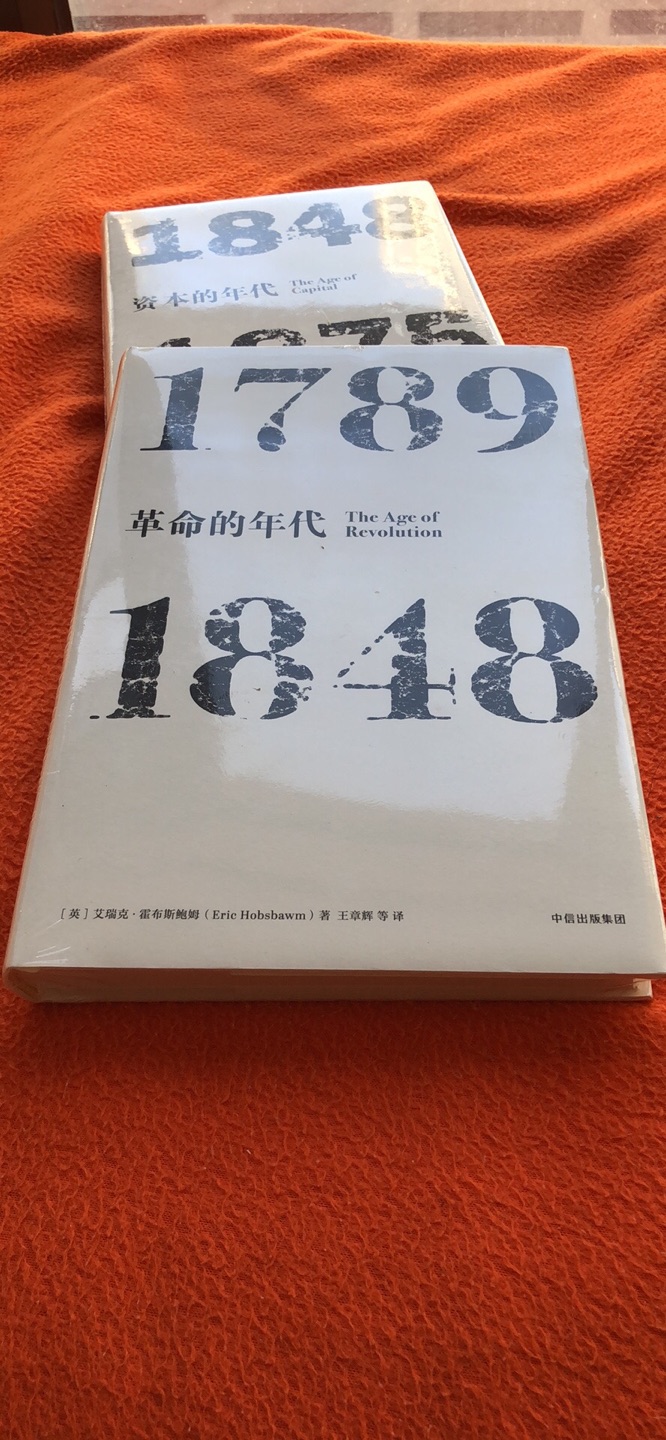 1848
资本的年代 The Age of
Capital
1875
1789
革命的年代 The Age of
Revolution
1848
[英]艾瑞克·霍布斯鲍姆(Eric Hobsbawm)著 王章辉 等 译
中信出版集团